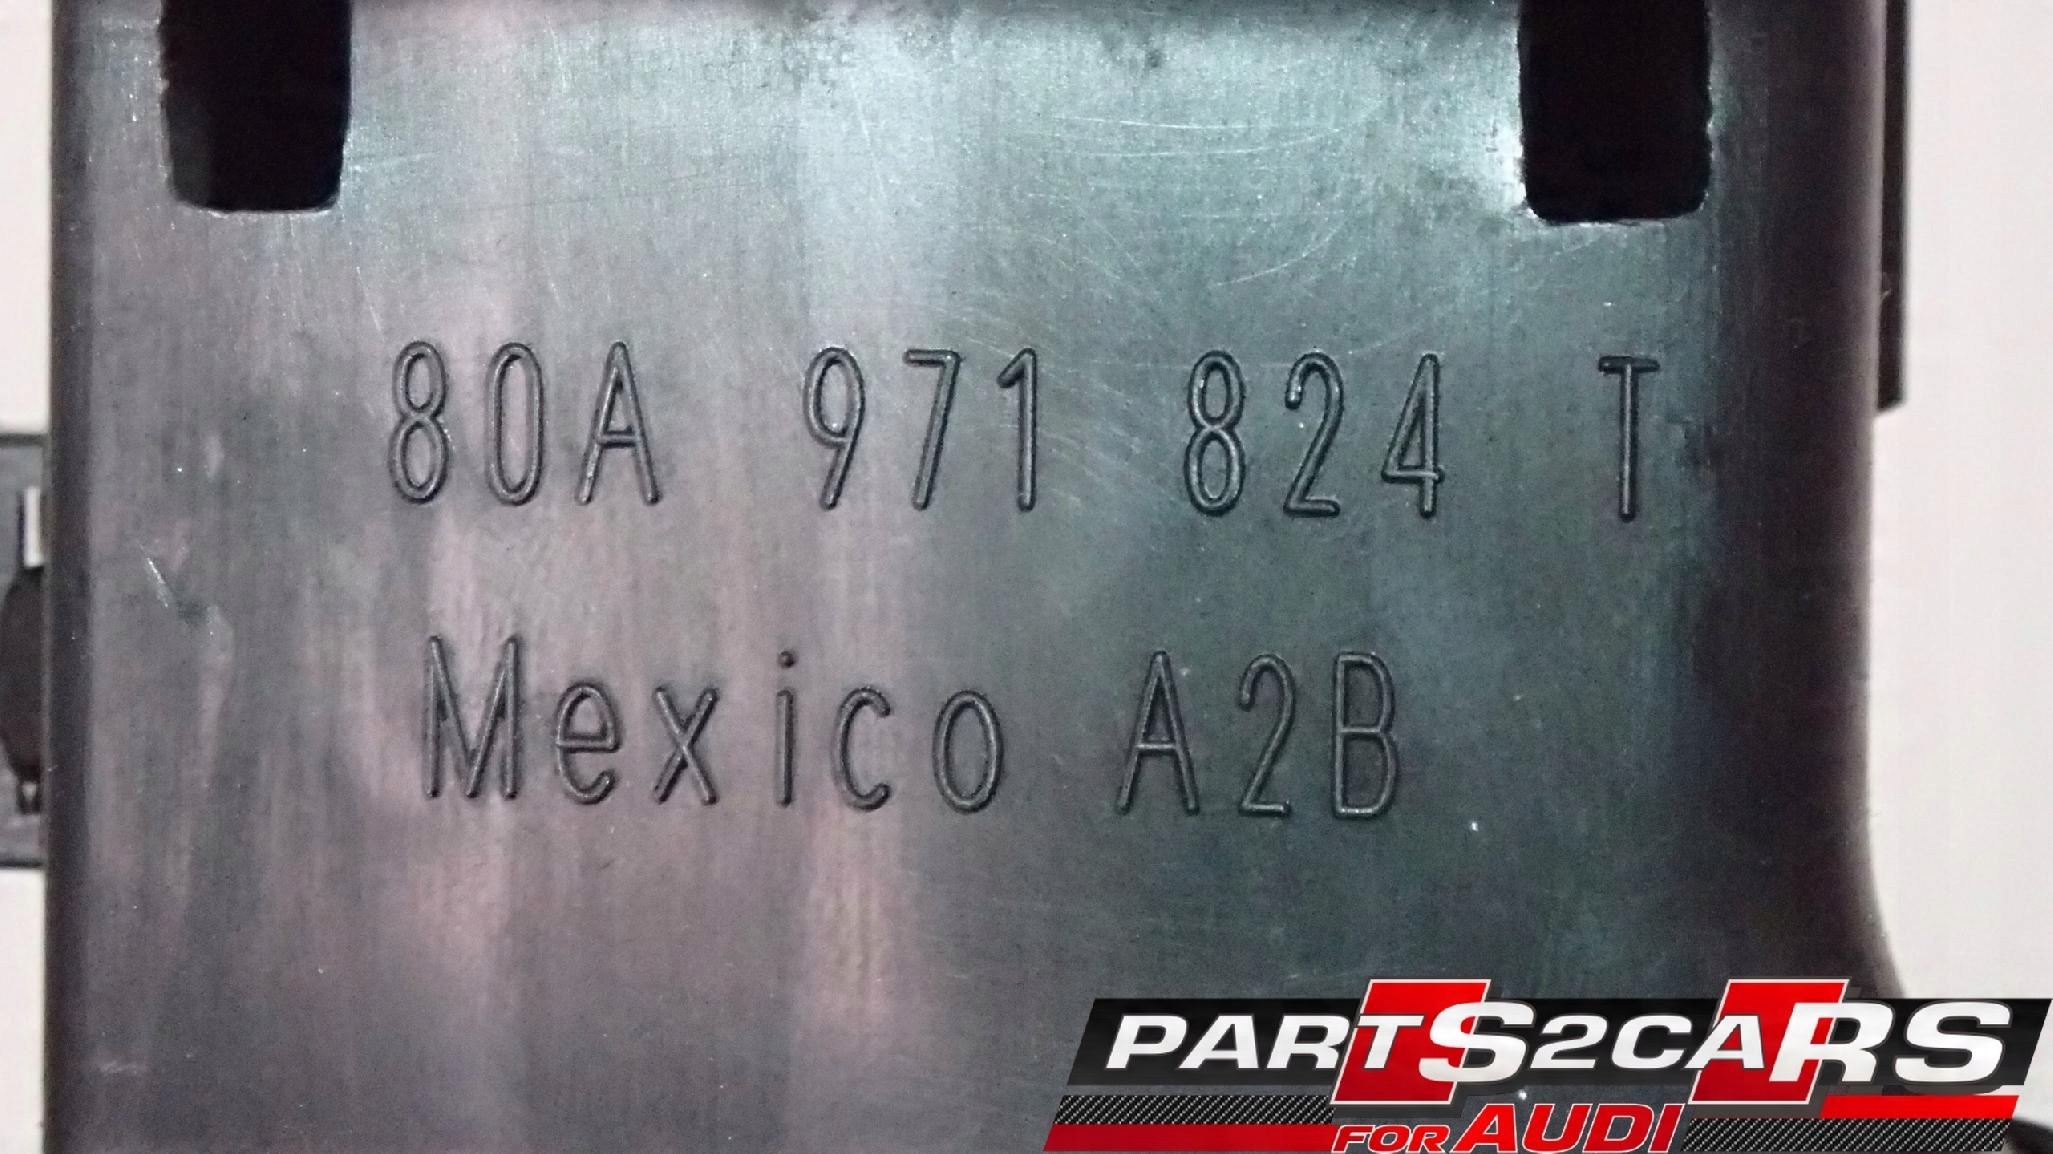 80A 971 824 T
Mexico A2B
PARTS2CARS
FOR AUDI